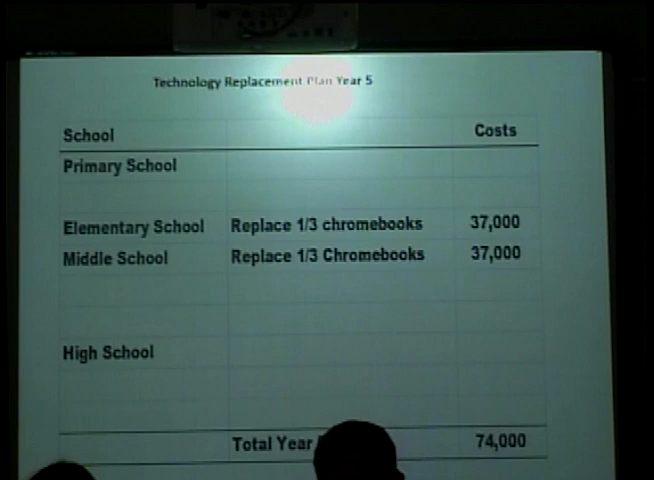 Technology Replacement Plan Year 5
School Costs
Primary School
Elementary School Replace 1/3 chromebooks 37,000
Middle School Replace 1/3 Chromebooks 37,000
High School
Total Year 74,000